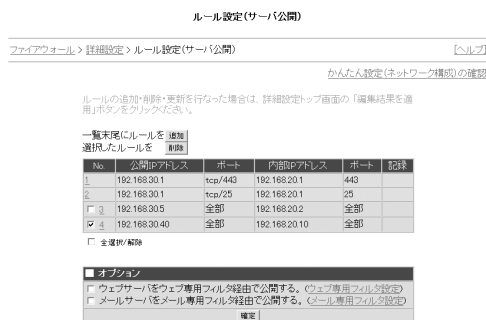 ルール設定(サーバ公開)
ファイアウォール > 詳細設定 > ルール設定(サーバ公開) [ヘルプ]
かんたん設定(ネットワーク構成)の確認
ルールの追加・削除・更新を行なった場合は、詳細設定トップ画面の「編集結果を適
用」ボタンをクリックください。
一覧末尾にルールを 追加
選択したルールを 削除
No. 公開IPアドレス ポート 内部IPアドレス ポート 記録
1 192.168.30.1 tcp/443 192.168.20.1 443
2 192.168.30.1 tcp/25 192.168.20.1 25
3 192.168.30.5 全部 192.168.20.2 全部
4 192.168.30.40 全部 192.168.20.10 全部
全選択/解除
オプション
ウェブサーバをウェブ専用フィルタ経由で公開する。(ウェブ専用フィルタ設定)
メールサーバをメール専用フィルタ経由で公開する。(メール専用フィルタ設定)
確定